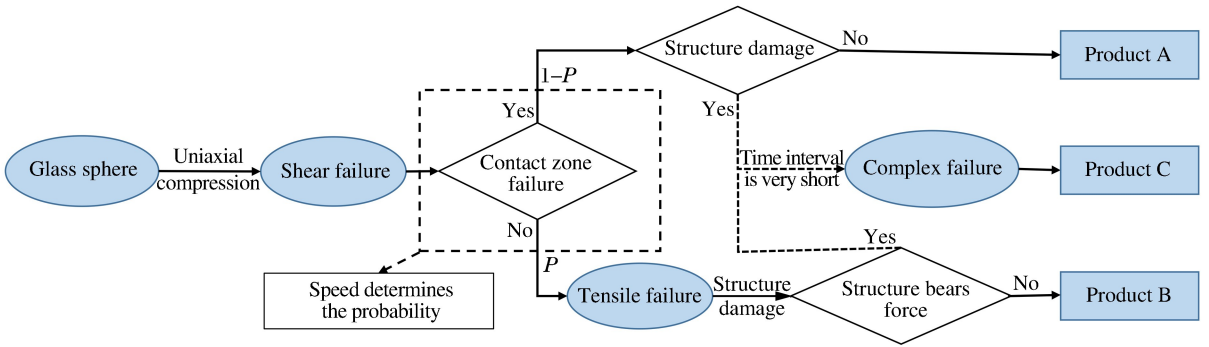 Structure damage
No
Product A
1–P
Yes
Yes
Glass sphere
Uniaxial
compression
Shear failure
Contact zone
failure
Time interval
is very short
Complex failure
Product C
No
P
Yes
Speed determines
the probability
Tensile failure
Structure
damage
Structure bears
force
No
Product B